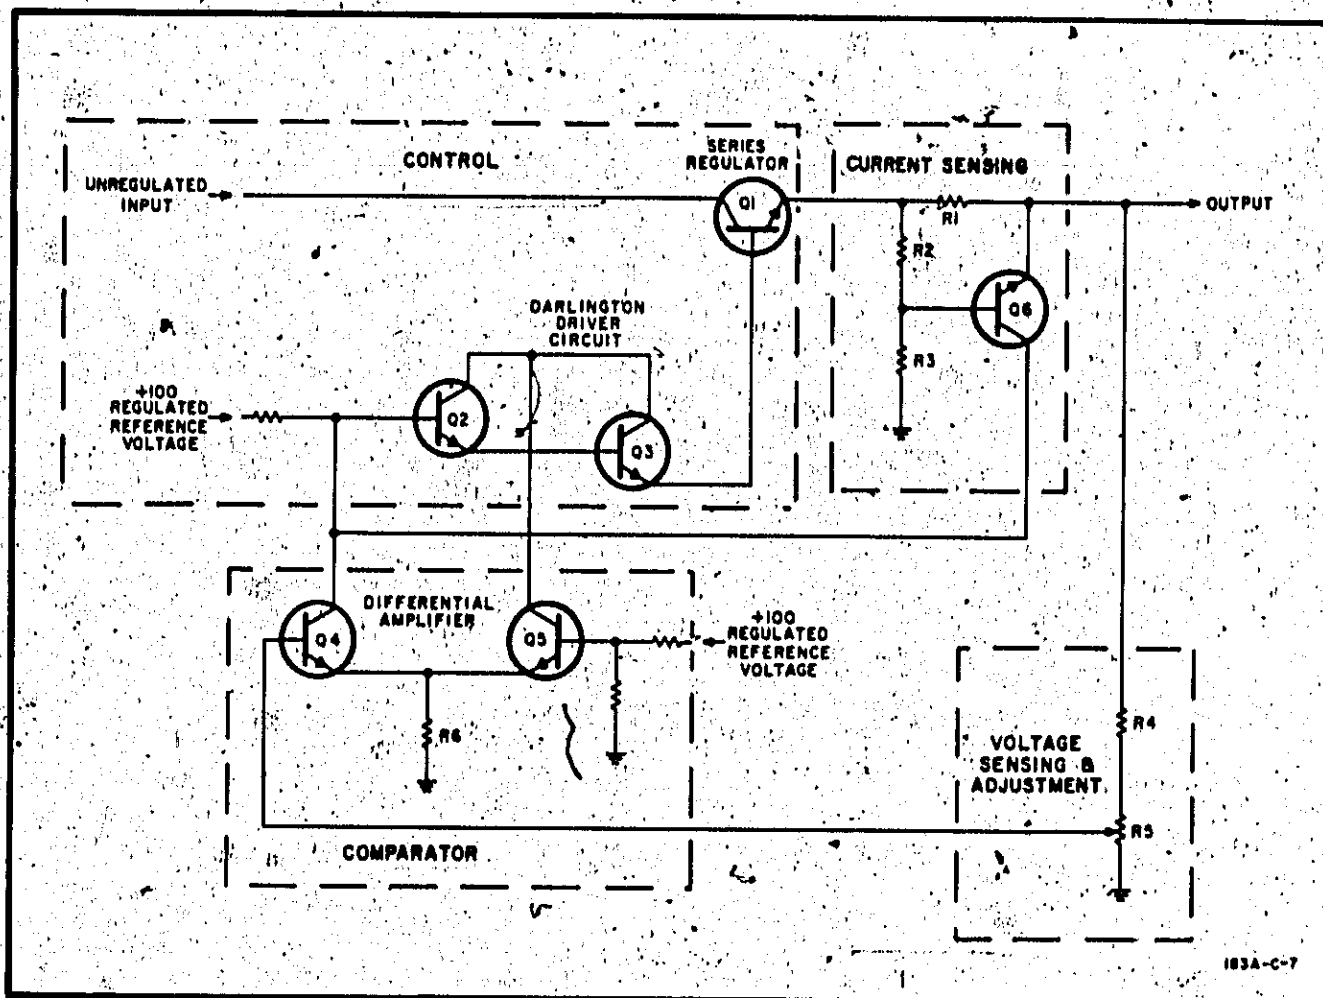 CONTROL
SERIES
REGULATOR
CURRENT SENSING
UNREGULATED
INPUT
Q1
R1
OUTPUT
R2
Q6
R3
DARLINGTON
DRIVER
CIRCUIT
+100
REGULATED
REFERENCE
VOLTAGE
Q2
Q3
DIFFERENTIAL
AMPLIFIER
Q4
Q5
+100
REGULATED
REFERENCE
VOLTAGE
R6
R4
VOLTAGE
SENSING &
ADJUSTMENT
R5
COMPARATOR
183A-C-7